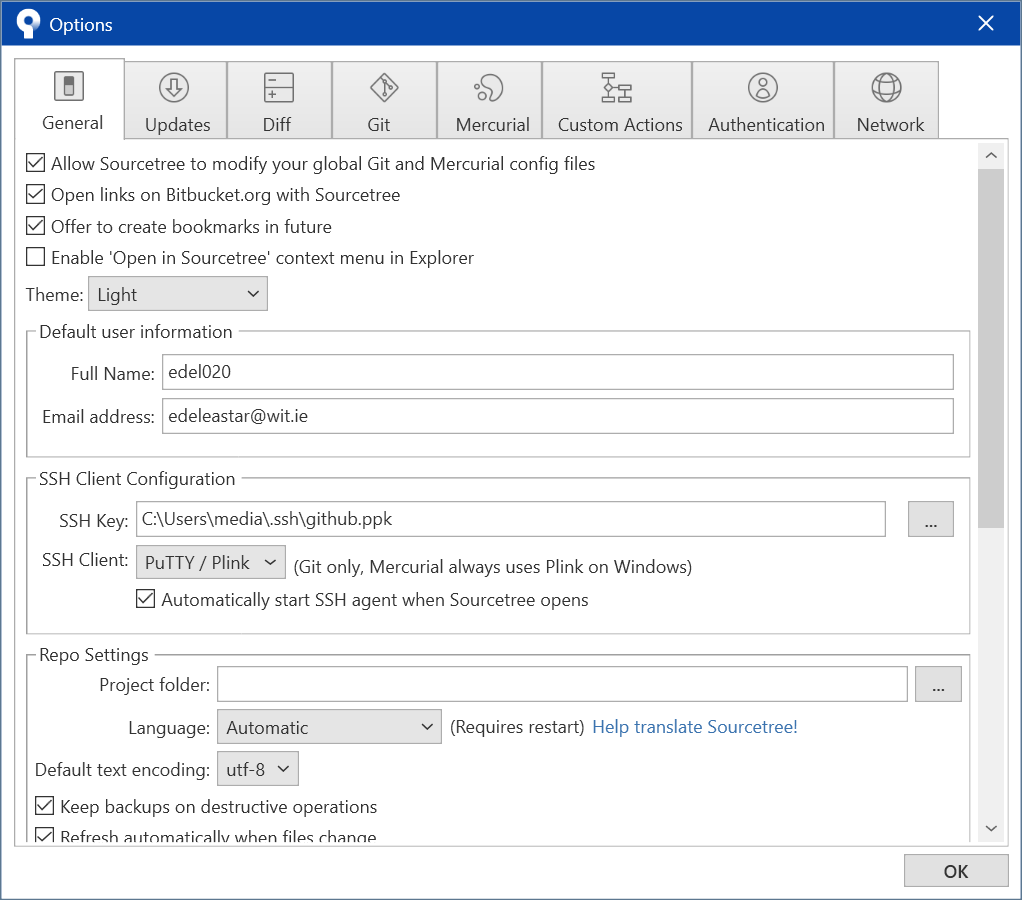 Options
General Updates Diff Git Mercurial Custom Actions Authentication Network
Allow Sourcetree to modify your global Git and Mercurial config files
Open links on Bitbucket.org with Sourcetree
Offer to create bookmarks in future
Enable 'Open in Sourcetree' context menu in Explorer
Theme: Light
Default user information
Full Name: edel020
Email address: edeleastar@wit.ie
SSH Client Configuration
SSH Key: C:\Users\media\.ssh\github.ppk ...
SSH Client: PuTTY / Plink (Git only, Mercurial always uses Plink on Windows)
Automatically start SSH agent when Sourcetree opens
Repo Settings
Project folder: ...
Language: Automatic (Requires restart) Help translate Sourcetree!
Default text encoding: utf-8
Keep backups on destructive operations
Refresh automatically when files change
OK